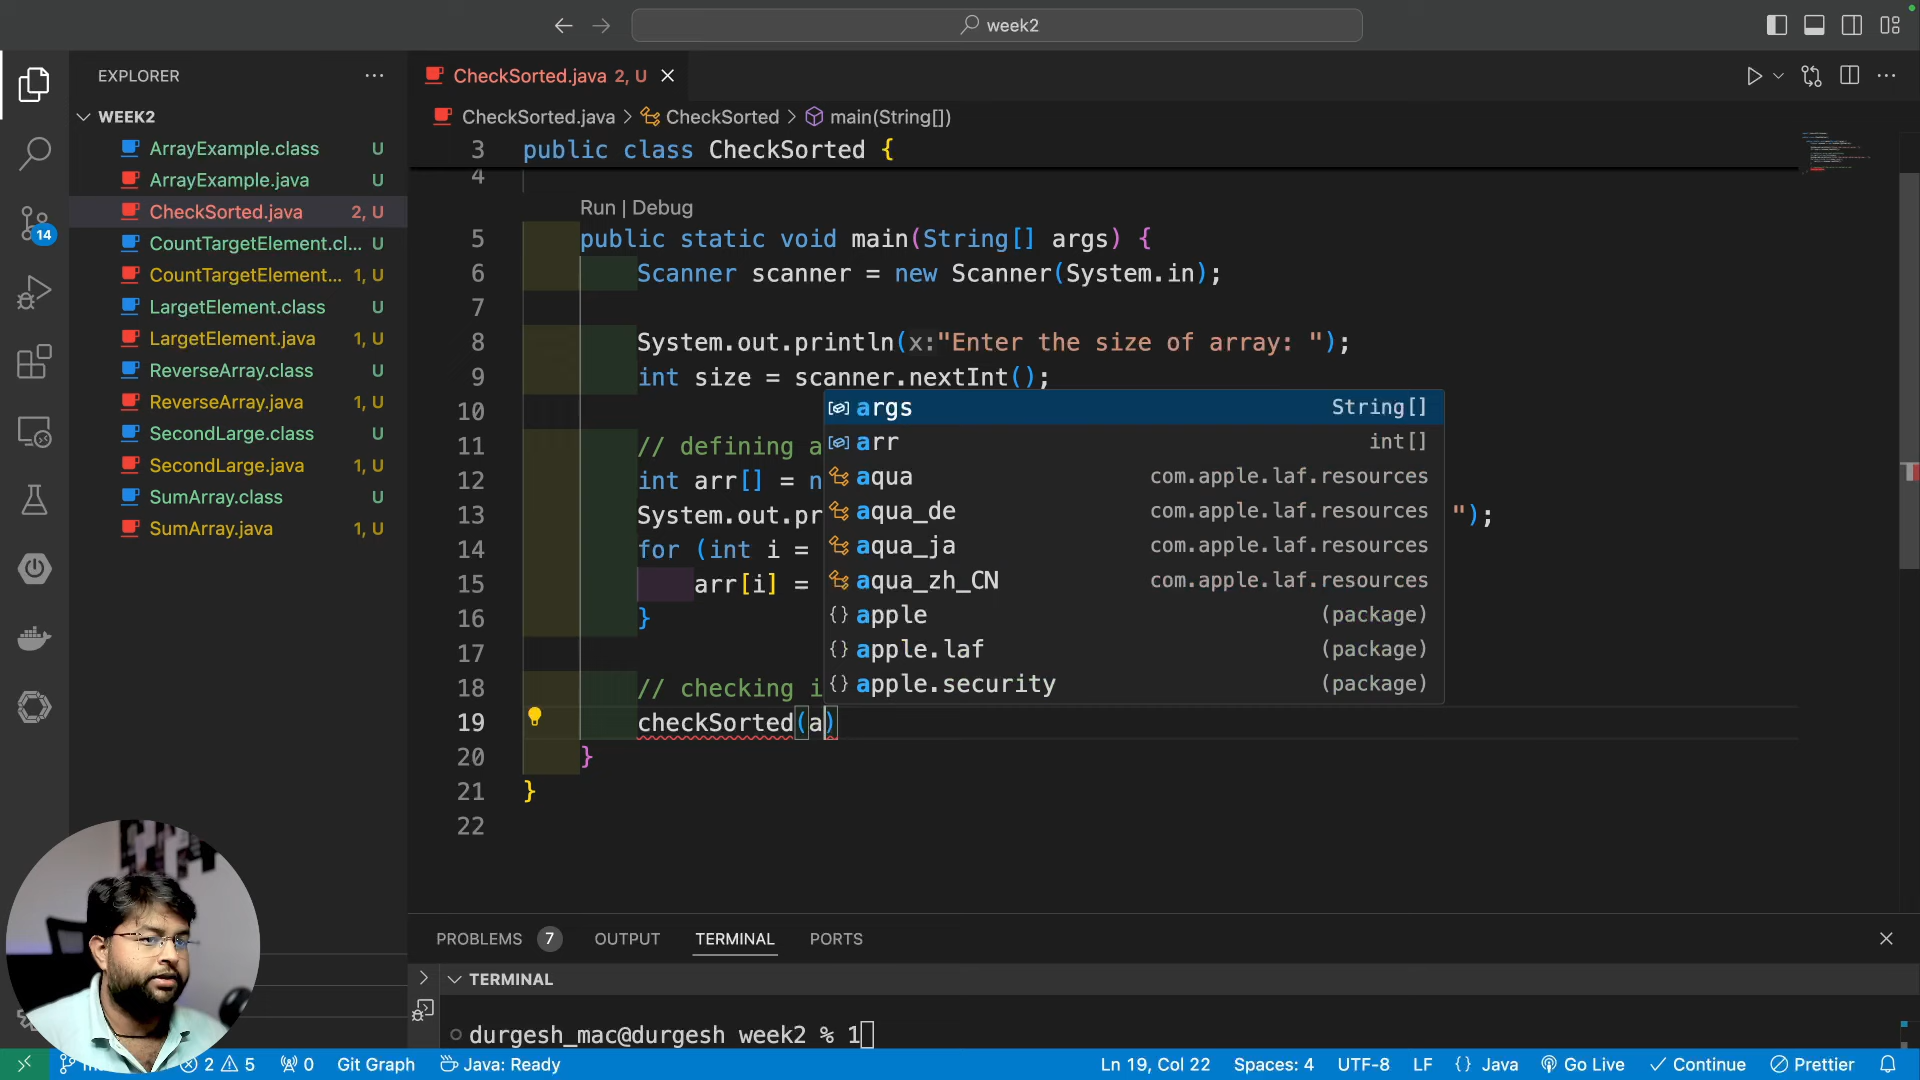 week2
EXPLORER
WEEK2
ArrayExample.class U
ArrayExample.java U
CheckSorted.java 2, U
CountTargetElement.cl... U
CountTargetElement... 1, U
LargetElement.class U
LargetElement.java 1, U
ReverseArray.class U
ReverseArray.java 1, U
SecondLarge.class U
SecondLarge.java 1, U
SumArray.class U
SumArray.java 1, U
14
CheckSorted.java 2, U
CheckSorted.java > CheckSorted > main(String[])
3 public class CheckSorted {
4
Run | Debug
5 public static void main(String[] args) {
6 Scanner scanner = new Scanner(System.in);
7
8 System.out.println(x:"Enter the size of array: ");
9 int size = scanner.nextInt();
10
11 // defining a
12 int arr[] = n
13 System.out.pr ");
14 for (int i =
15 arr[i] =
16 }
17
18 // checking i
19 checkSorted(a)
20 }
21 }
22
args String[]
arr int[]
aqua com.apple.laf.resources
aqua_de com.apple.laf.resources
aqua_ja com.apple.laf.resources
aqua_zh_CN com.apple.laf.resources
apple (package)
apple.laf (package)
apple.security (package)
PROBLEMS 7 OUTPUT TERMINAL PORTS
TERMINAL
durgesh_mac@durgesh week2 % 1
2 5 0 Git Graph Java: Ready Ln 19, Col 22 Spaces: 4 UTF-8 LF {} Java Go Live Continue Prettier